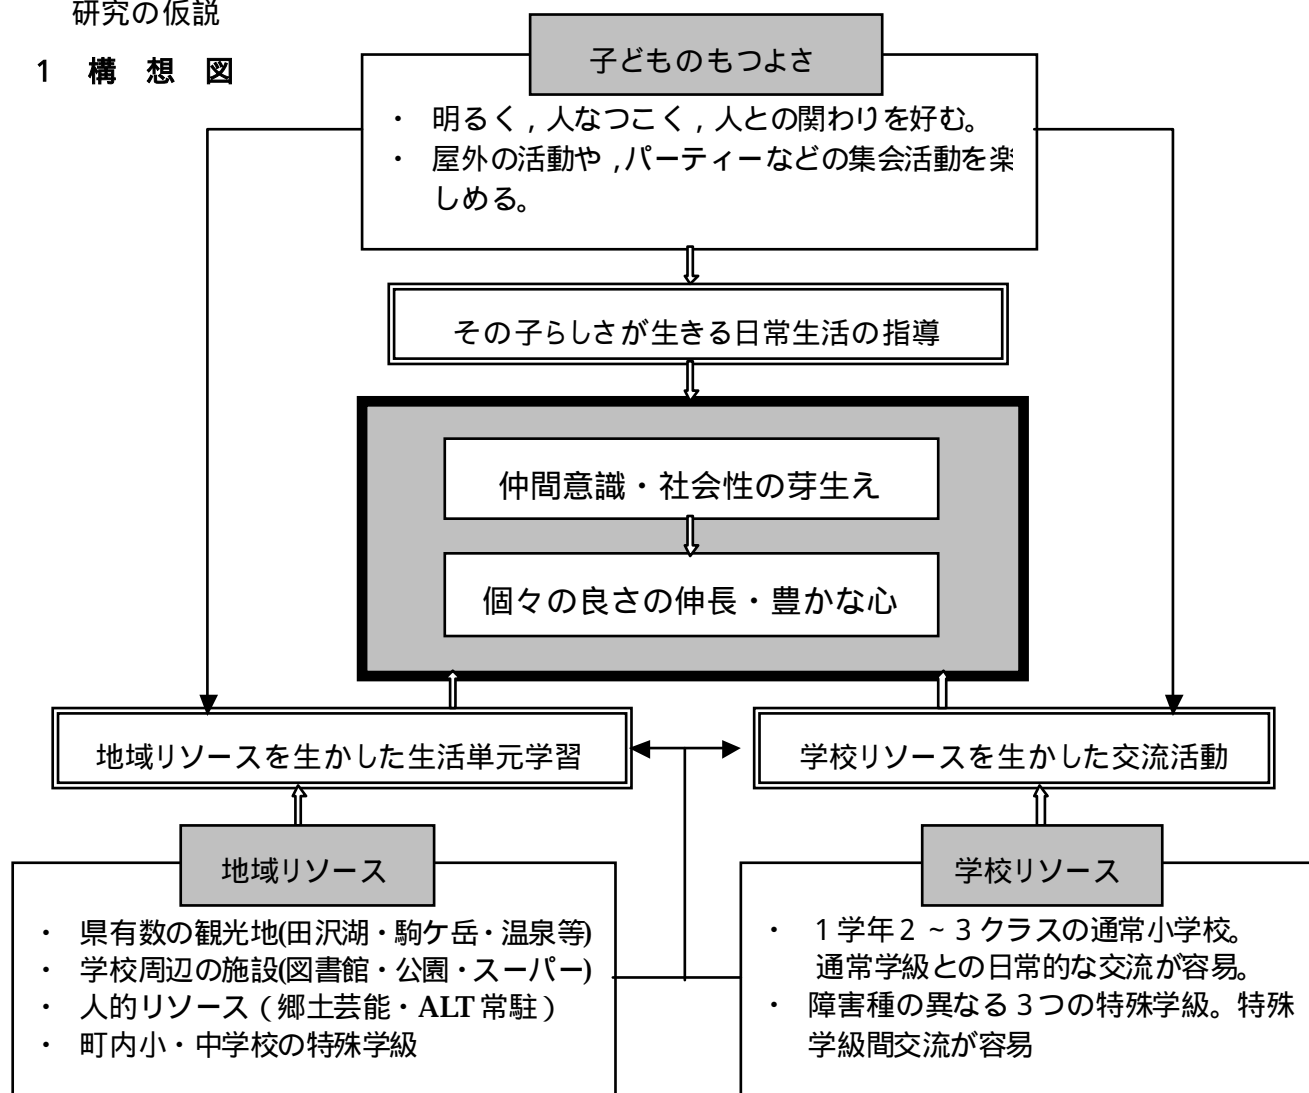 研究の仮説
1 構 想 図
子どものもつよさ
・ 明るく，人なつこく，人との関わりを好む。
・ 屋外の活動や，パーティーなどの集会活動を楽
しめる。
その子らしさが生きる日常生活の指導
仲間意識・社会性の芽生え
個々の良さの伸長・豊かな心
地域リソースを生かした生活単元学習
学校リソースを生かした交流活動
地域リソース
・ 県有数の観光地(田沢湖・駒ケ岳・温泉等)
・ 学校周辺の施設(図書館・公園・スーパー)
・ 人的リソース（郷土芸能・ALT常駐）
・ 町内小・中学校の特殊学級
学校リソース
・ 1学年2～3クラスの通常小学校。
通常学級との日常的な交流が容易。
・ 障害種の異なる3つの特殊学級。特殊
学級間交流が容易